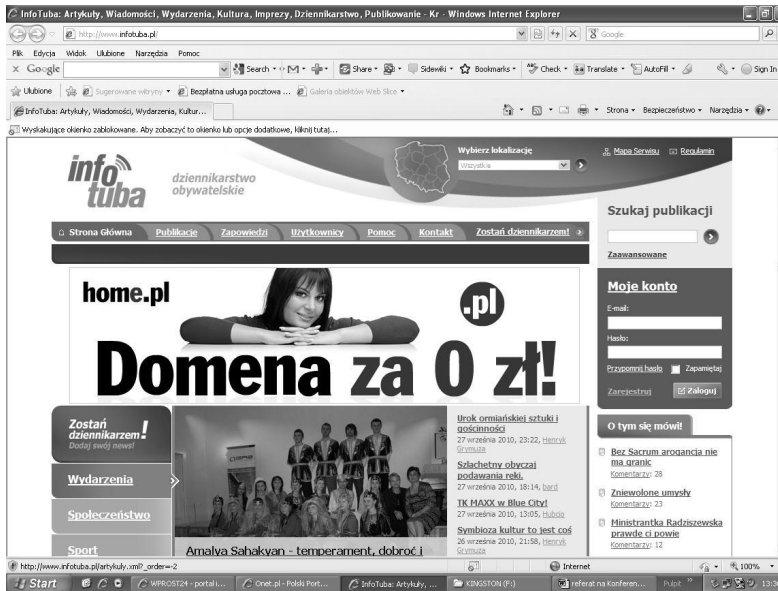 InfoTuba: Artykuły, Wiadomości, Wydarzenia, Kultura, Imprezy, Dziennikarstwo, Publikowanie - Kr - Windows Internet Explorer
http://www.infotuba.pl/
Google
Plik Edycja Widok Ulubione Narzędzia Pomoc
x Google Search M Share Sidewiki Bookmarks Check Translate AutoFill Sign In
Ulubione Sugerowane witryny Bezpłatna usługa pocztowa ... Galeria obiektów Web Slice
InfoTuba: Artykuły, Wiadomości, Wydarzenia, Kultur... Strona Bezpieczeństwo Narzędzia
Wyskakujące okienko zablokowane. Aby zobaczyć to okienko lub opcje dodatkowe, kliknij tutaj...
info tuba
dziennikarstwo
obywatelskie
Wybierz lokalizację
Wszystkie
Mapa Serwisu Regulamin
Szukaj publikacji
Zaawansowane
Strona Główna Publikacje Zapowiedzi Użytkownicy Pomoc Kontakt Zostań dziennikarzem!
home.pl
.pl
Domena za 0 zł!
Moje konto
E-mail:
Hasło:
Przypomnij hasło Zapamiętaj
Zarejestruj Zaloguj
Zostań
dziennikarzem!
Dodaj swój news!
Wydarzenia
Społeczeństwo
Sport
Amalya Sahakyan - temperament, dobroć i
Urok ormiańskiej sztuki i
gościnności
27 września 2010, 23:22, Henryk
Grymuza
Szlachetny obyczaj
podawania ręki.
27 września 2010, 18:14, bard
TK MAXX w Blue City!
27 września 2010, 13:05, Hubcio
Symbioza kultur to jest coś
26 września 2010, 21:58, Henryk
Grymuza
O tym się mówi!
Bez Sacrum arogancja nie
ma granic
Komentarzy: 28
Zniewolone umysły
Komentarzy: 23
Ministrantka Radziszewska
prawdę ci powie
Komentarzy: 12
http://www.infotuba.pl/artykuly.xml?_order=-2
Internet
100%
Start WPROST24 - portal i... Onet.pl - Polski Port... InfoTuba: Artykuły, ... KINGSTON (F:) referat na Konferen... Pulpit